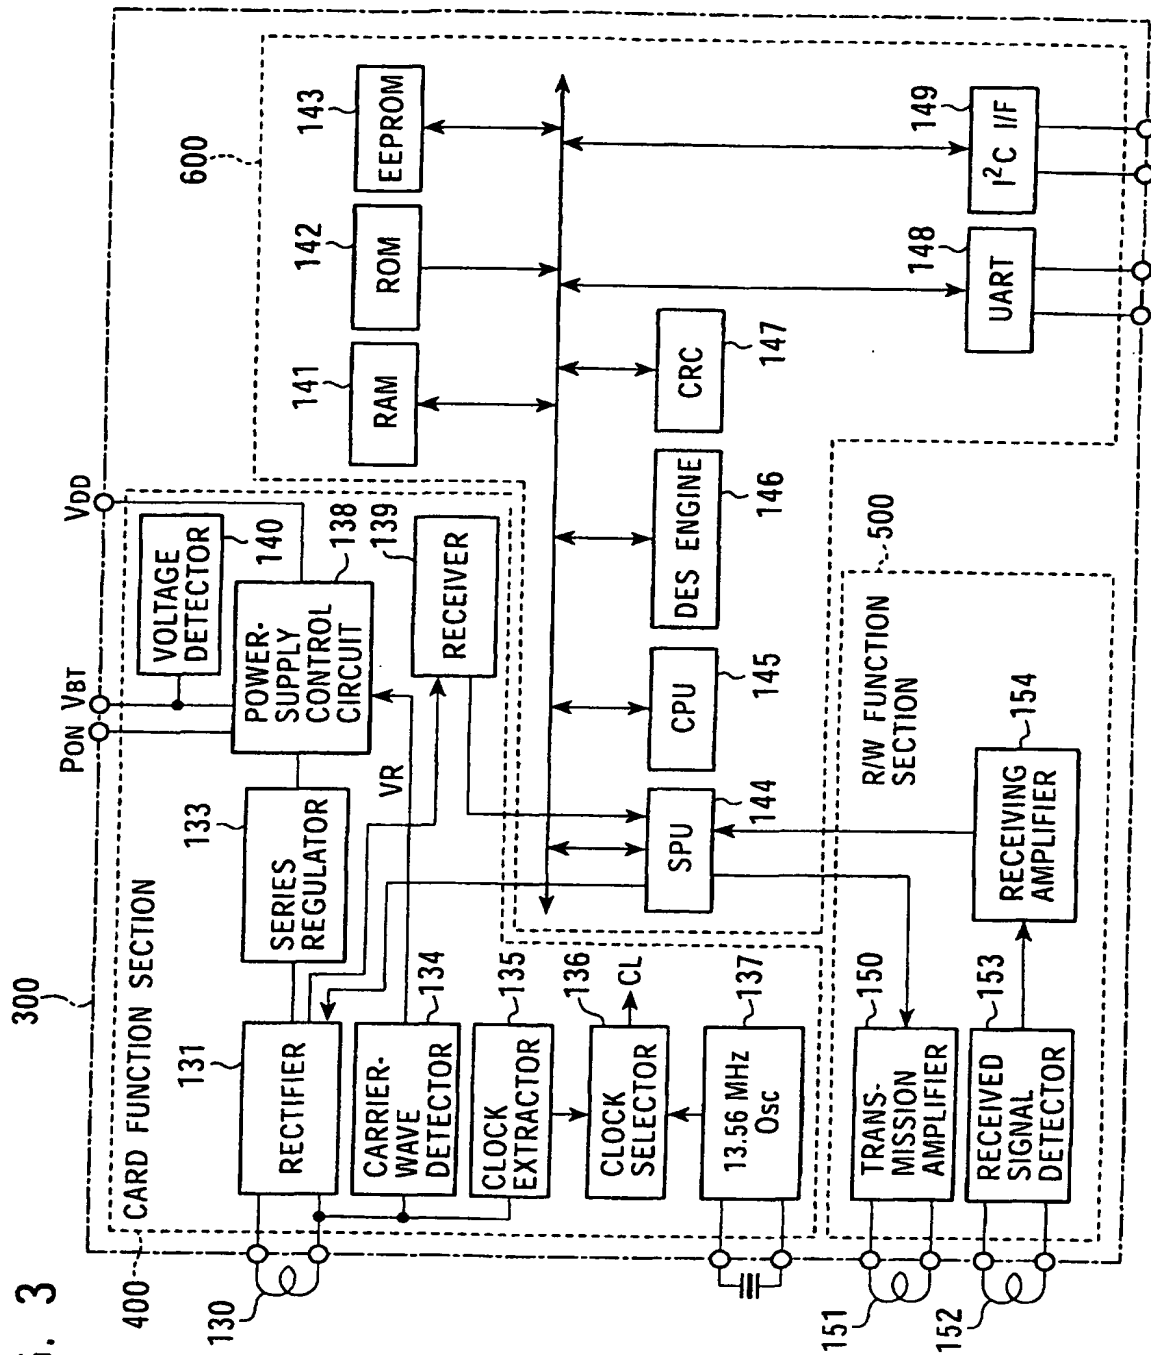 G. 3
300
400
CARD FUNCTION SECTION
130
131
RECTIFIER
133
SERIES
REGULATOR
PON
VBT
VDD
VOLTAGE
DETECTOR
140
POWER-
SUPPLY
CONTROL
CIRCUIT
138
139
RECEIVER
VR
CARRIER-
WAVE
DETECTOR
134
CLOCK
EXTRACTOR
135
CLOCK
SELECTOR
136
CL
13.56 MHz
Osc
137
600
141
RAM
142
ROM
143
EEPROM
SPU
144
CPU
145
DES ENGINE
146
CRC
147
148
UART
149
I²C I/F
500
R/W FUNCTION
SECTION
150
TRANS-
MISSION
AMPLIFIER
151
152
153
RECEIVED
SIGNAL
DETECTOR
154
RECEIVING
AMPLIFIER